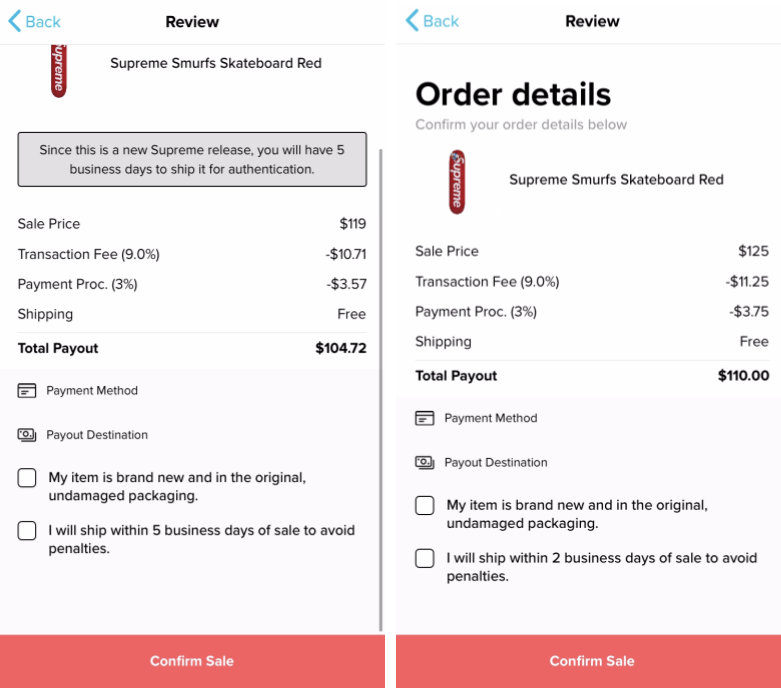 Back
Review
Supreme
Supreme Smurfs Skateboard Red
Since this is a new Supreme release, you will have 5
business days to ship it for authentication.
Sale Price $119
Transaction Fee (9.0%) -$10.71
Payment Proc. (3%) -$3.57
Shipping Free
Total Payout $104.72
Payment Method
Payout Destination
My item is brand new and in the original,
undamaged packaging.
I will ship within 5 business days of sale to avoid
penalties.
Confirm Sale
Back
Review
Order details
Confirm your order details below
Supreme
Supreme Smurfs Skateboard Red
Sale Price $125
Transaction Fee (9.0%) -$11.25
Payment Proc. (3%) -$3.75
Shipping Free
Total Payout $110.00
Payment Method
Payout Destination
My item is brand new and in the original,
undamaged packaging.
I will ship within 2 business days of sale to avoid
penalties.
Confirm Sale